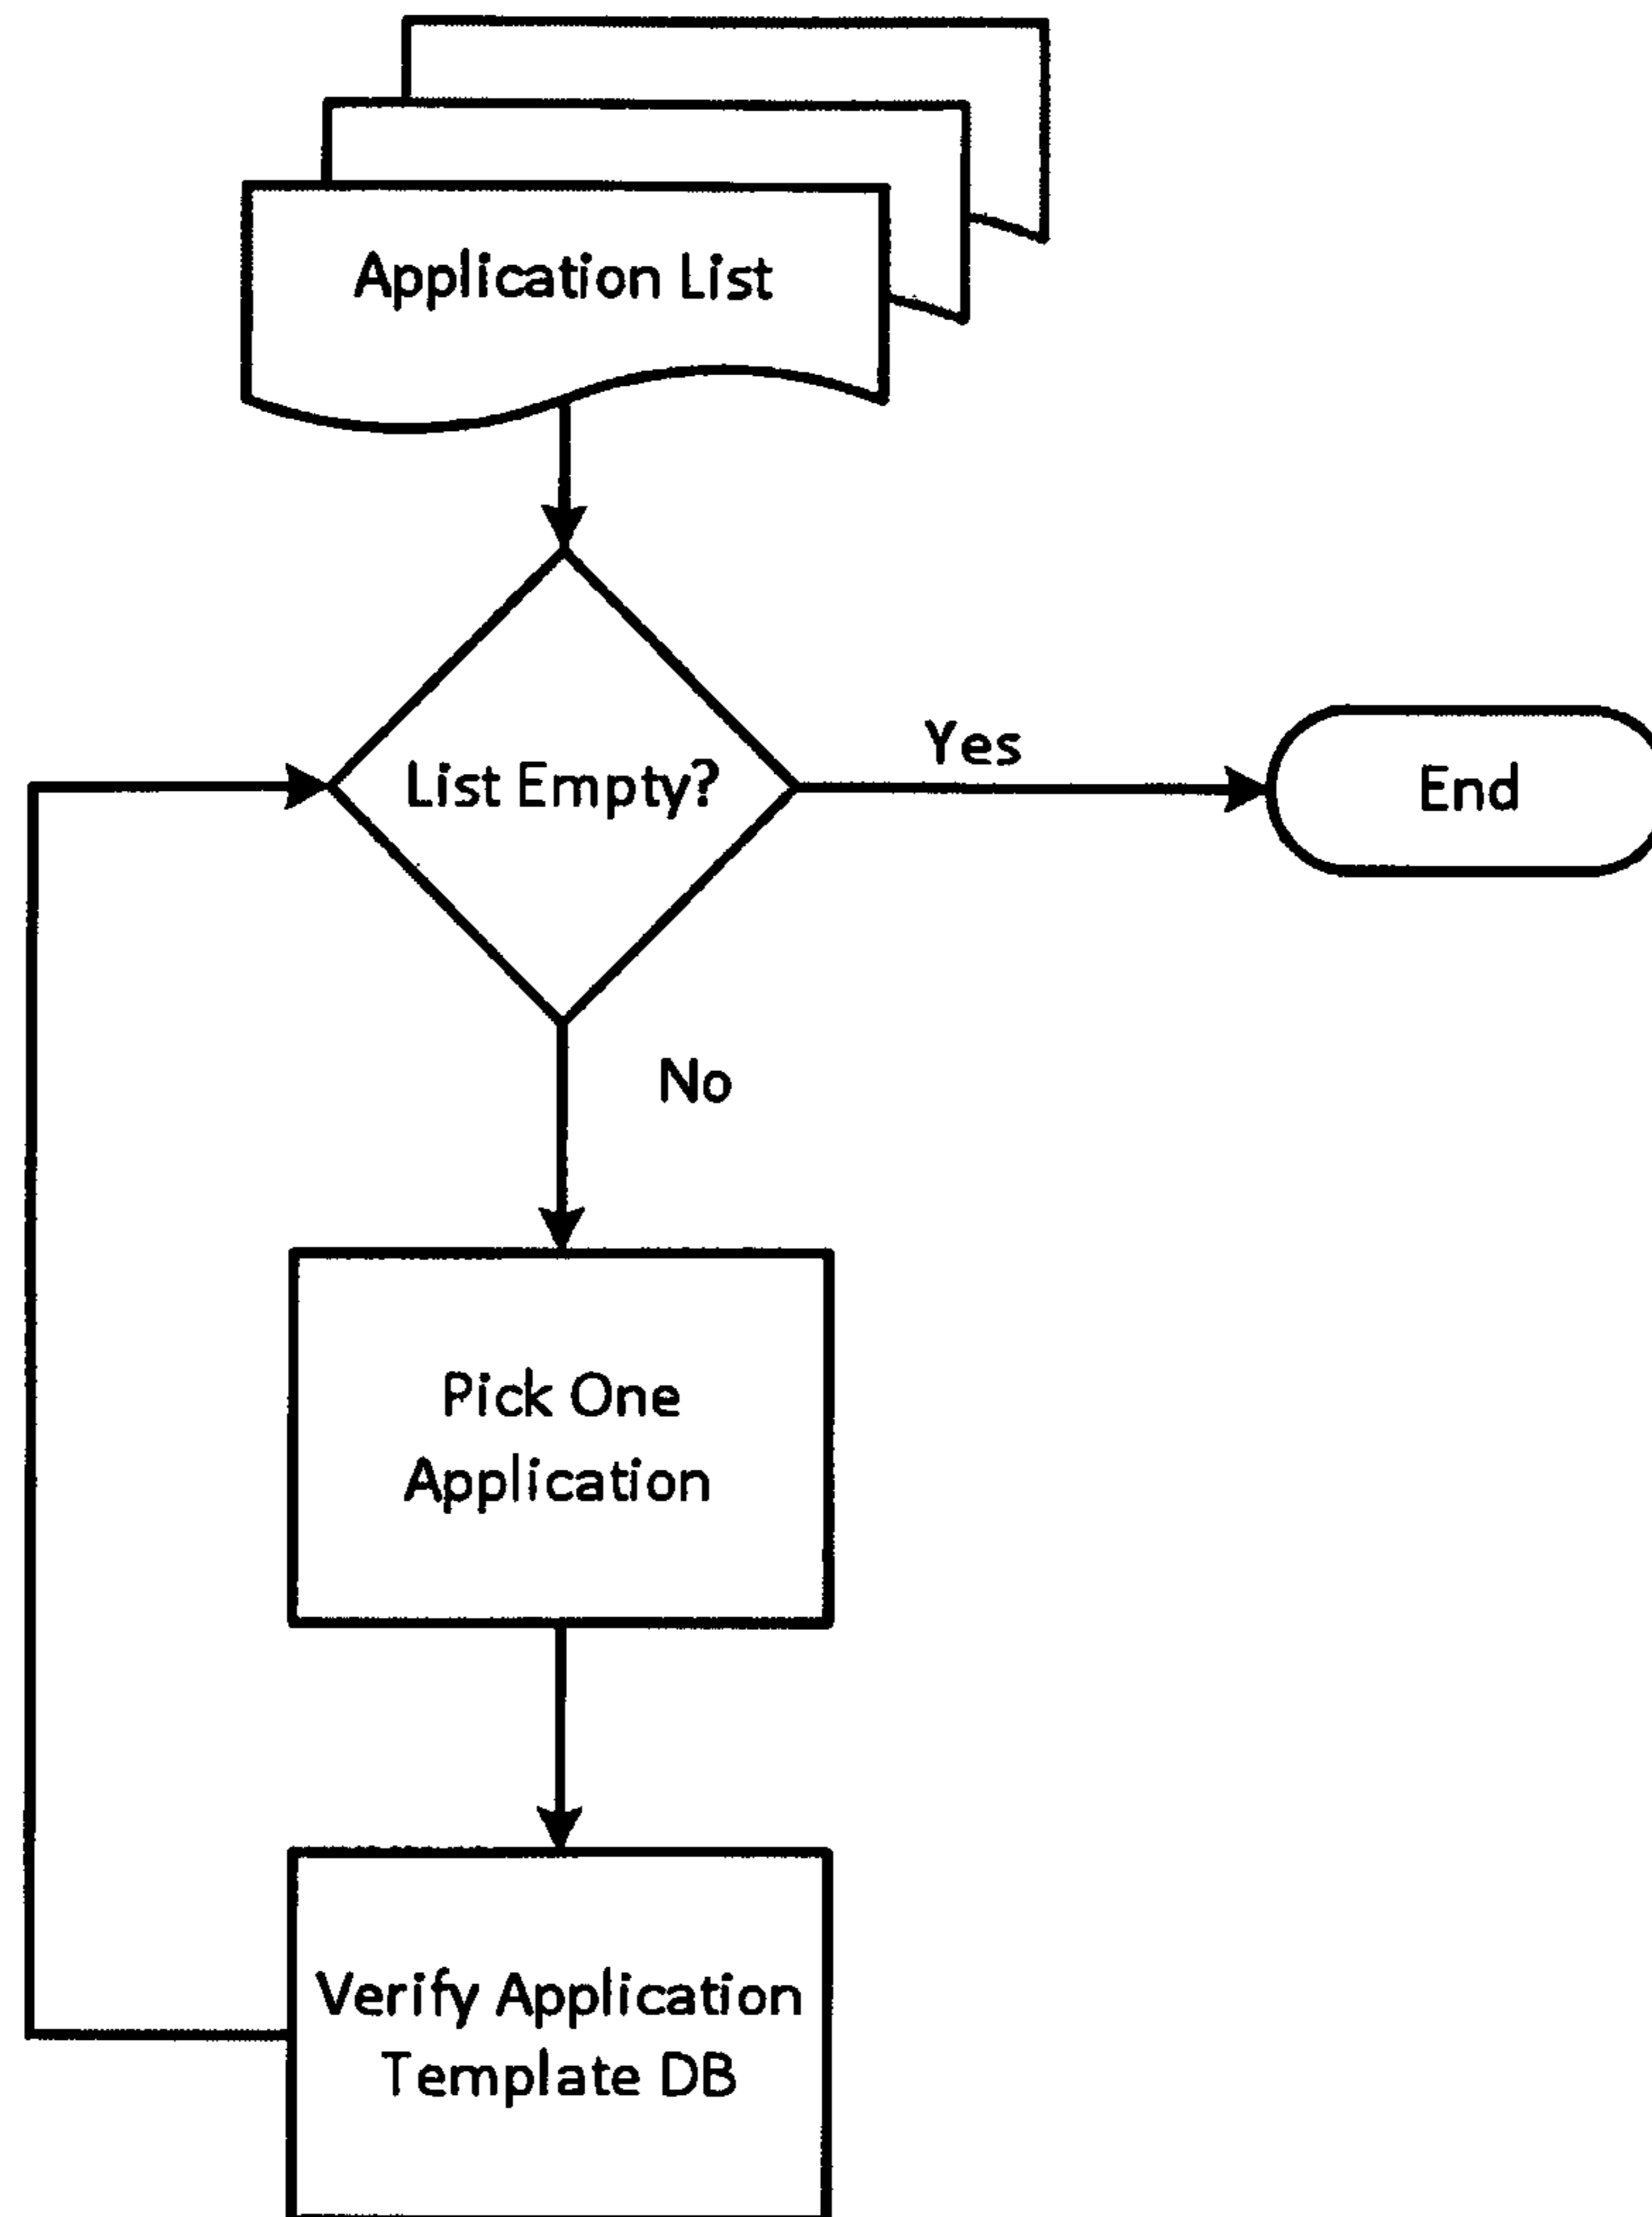 Application List
List Empty?
Yes
End
No
Pick One
Application
Verify Application
Template DB